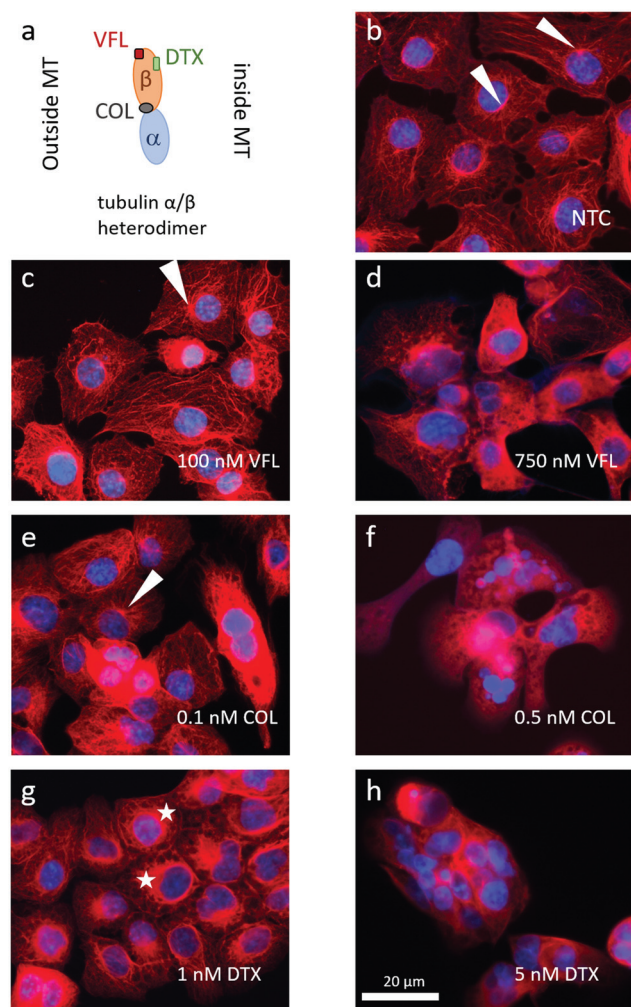 a
VFL
DTX
β
COL
α
Outside MT
inside MT
tubulin α/β
heterodimer
b
NTC
c
100 nM VFL
d
750 nM VFL
e
0.1 nM COL
f
0.5 nM COL
g
1 nM DTX
h
20 µm
5 nM DTX